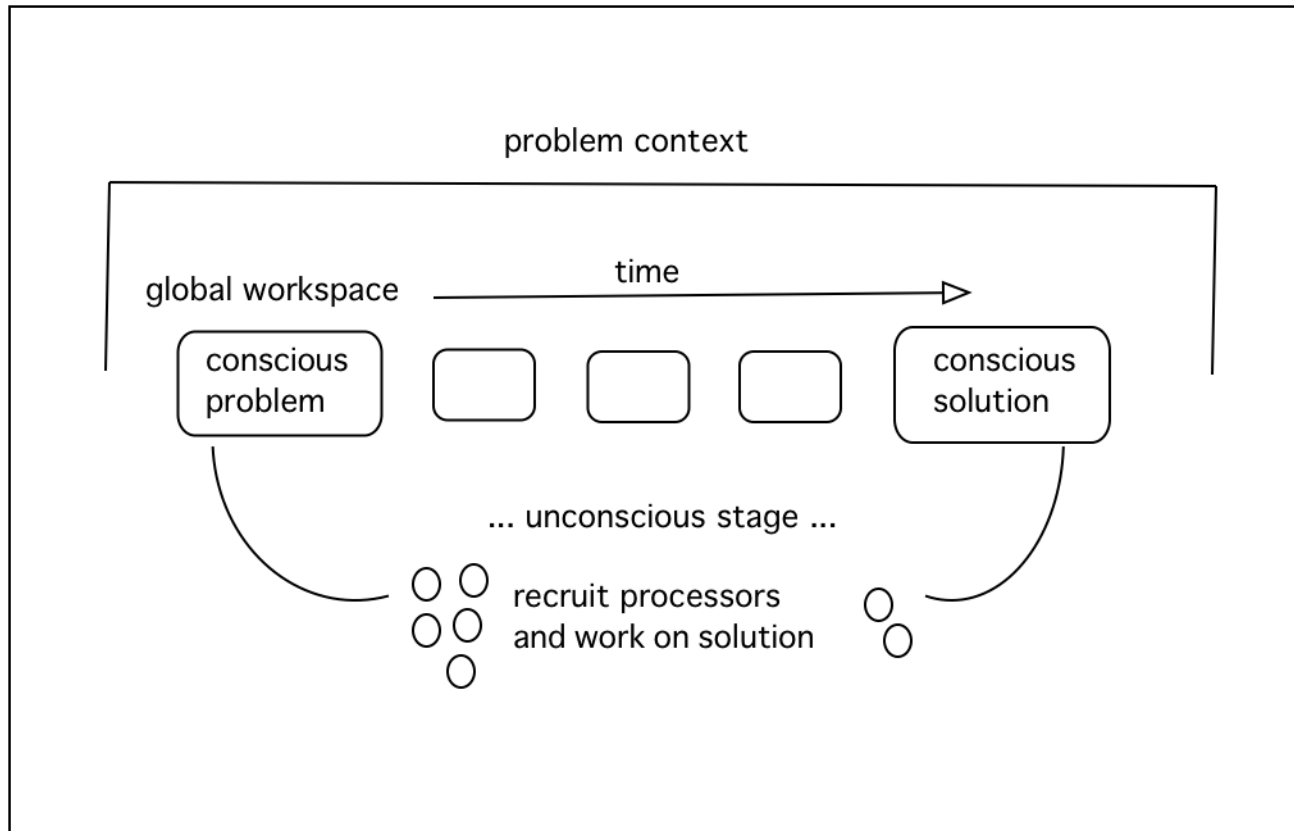 problem context
time
global workspace
conscious
problem
conscious
solution
... unconscious stage ...
recruit processors
and work on solution